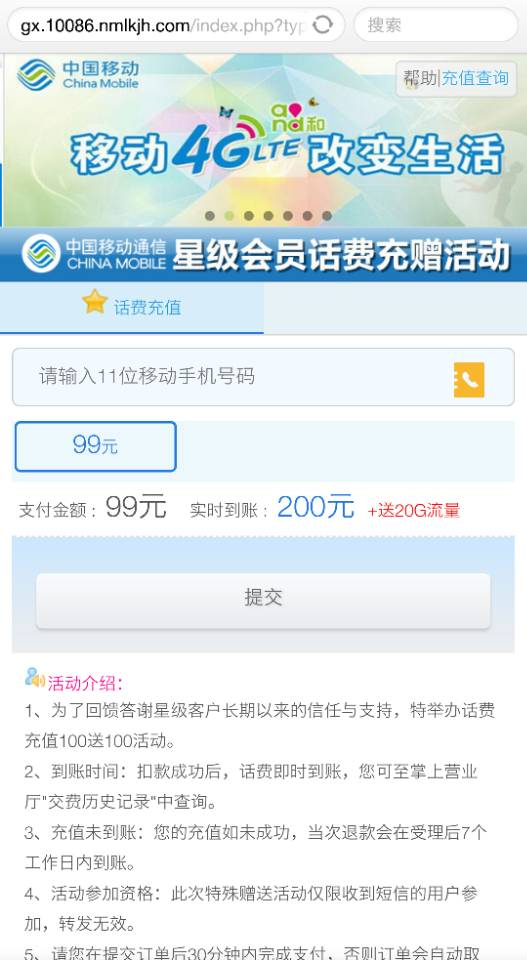 gx.10086.nmlkjh.com/index.php?typ
搜索
中国移动
China Mobile
帮助|充值查询
and和
移动4GLTE改变生活
中国移动通信
CHINA MOBILE
星级会员话费充赠活动
话费充值
请输入11位移动手机号码
99元
支付金额：99元 实时到账：200元 +送20G流量
提交
活动介绍：
1、为了回馈答谢星级客户长期以来的信任与支持，特举办话费
充值100送100活动。
2、到账时间：扣款成功后，话费即时到账，您可至掌上营业
厅"交费历史记录"中查询。
3、充值未到账：您的充值如未成功，当次退款会在受理后7个
工作日内到账。
4、活动参加资格：此次特殊赠送活动仅限收到短信的用户参
加，转发无效。
5、请您在提交订单后30分钟内完成支付，否则订单会自动取